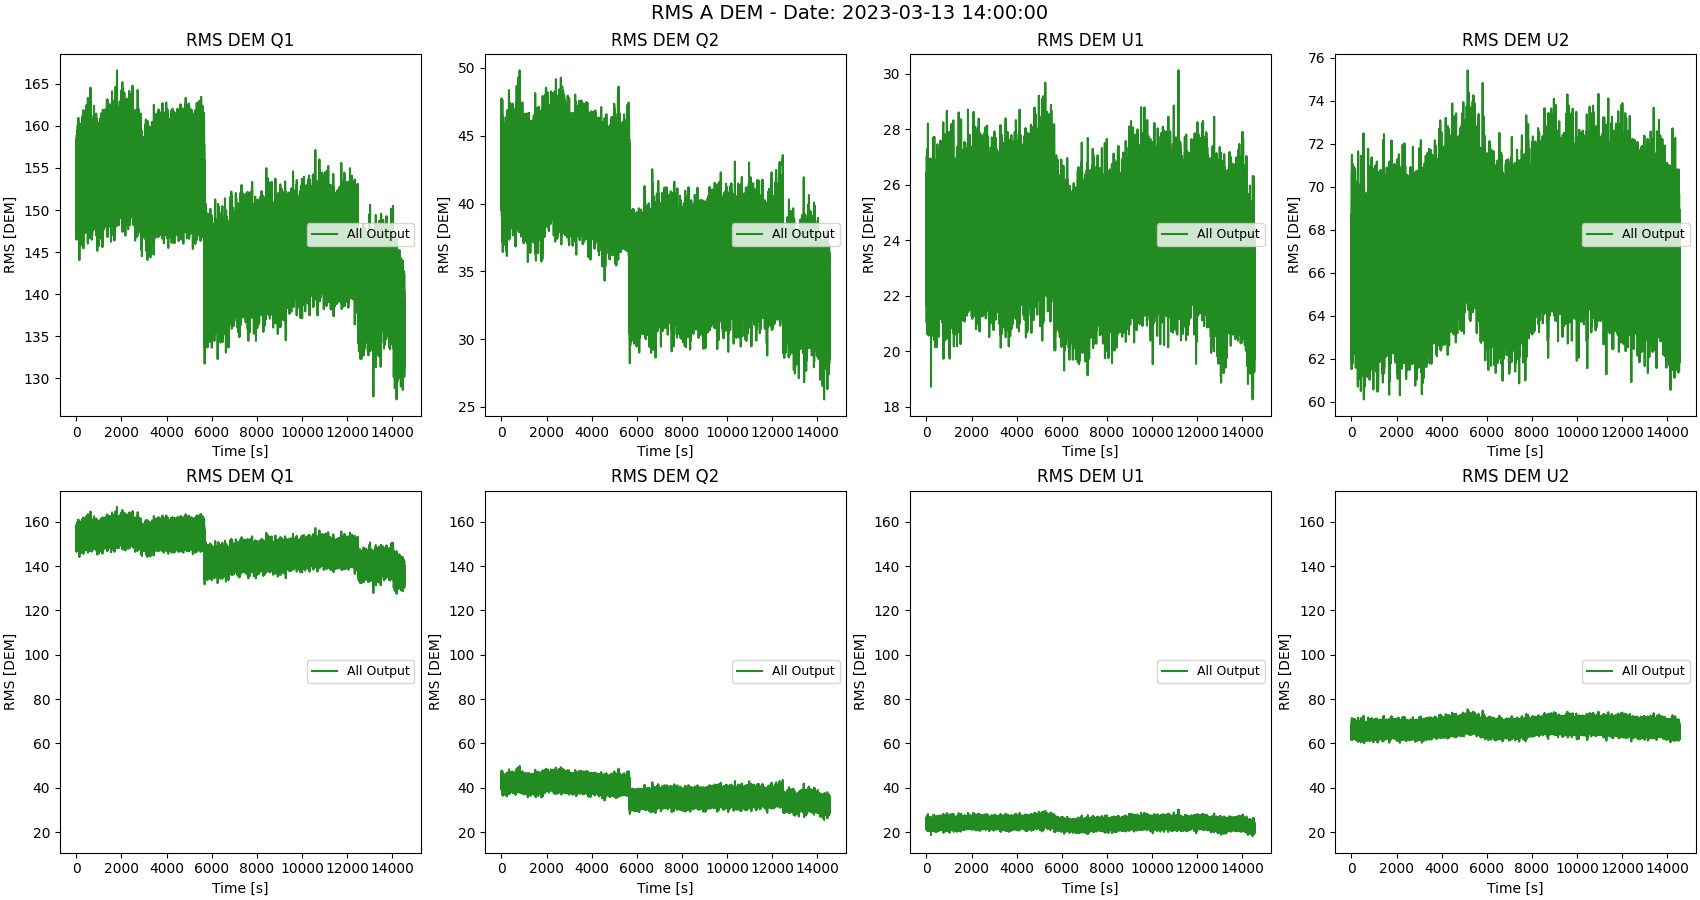 RMS A DEM - Date: 2023-03-13 14:00:00
RMS DEM Q1
RMS [DEM]
165
160
155
150
145
140
135
130
All Output
0 2000 4000 6000 8000 10000 12000 14000
Time [s]
RMS DEM Q2
RMS [DEM]
50
45
40
35
30
25
All Output
0 2000 4000 6000 8000 10000 12000 14000
Time [s]
RMS DEM U1
RMS [DEM]
30
28
26
24
22
20
18
All Output
0 2000 4000 6000 8000 10000 12000 14000
Time [s]
RMS DEM U2
RMS [DEM]
76
74
72
70
68
66
64
62
60
All Output
0 2000 4000 6000 8000 10000 12000 14000
Time [s]
RMS DEM Q1
RMS [DEM]
160
140
120
100
80
60
40
20
All Output
0 2000 4000 6000 8000 10000 12000 14000
Time [s]
RMS DEM Q2
RMS [DEM]
160
140
120
100
80
60
40
20
All Output
0 2000 4000 6000 8000 10000 12000 14000
Time [s]
RMS DEM U1
RMS [DEM]
160
140
120
100
80
60
40
20
All Output
0 2000 4000 6000 8000 10000 12000 14000
Time [s]
RMS DEM U2
RMS [DEM]
160
140
120
100
80
60
40
20
All Output
0 2000 4000 6000 8000 10000 12000 14000
Time [s]